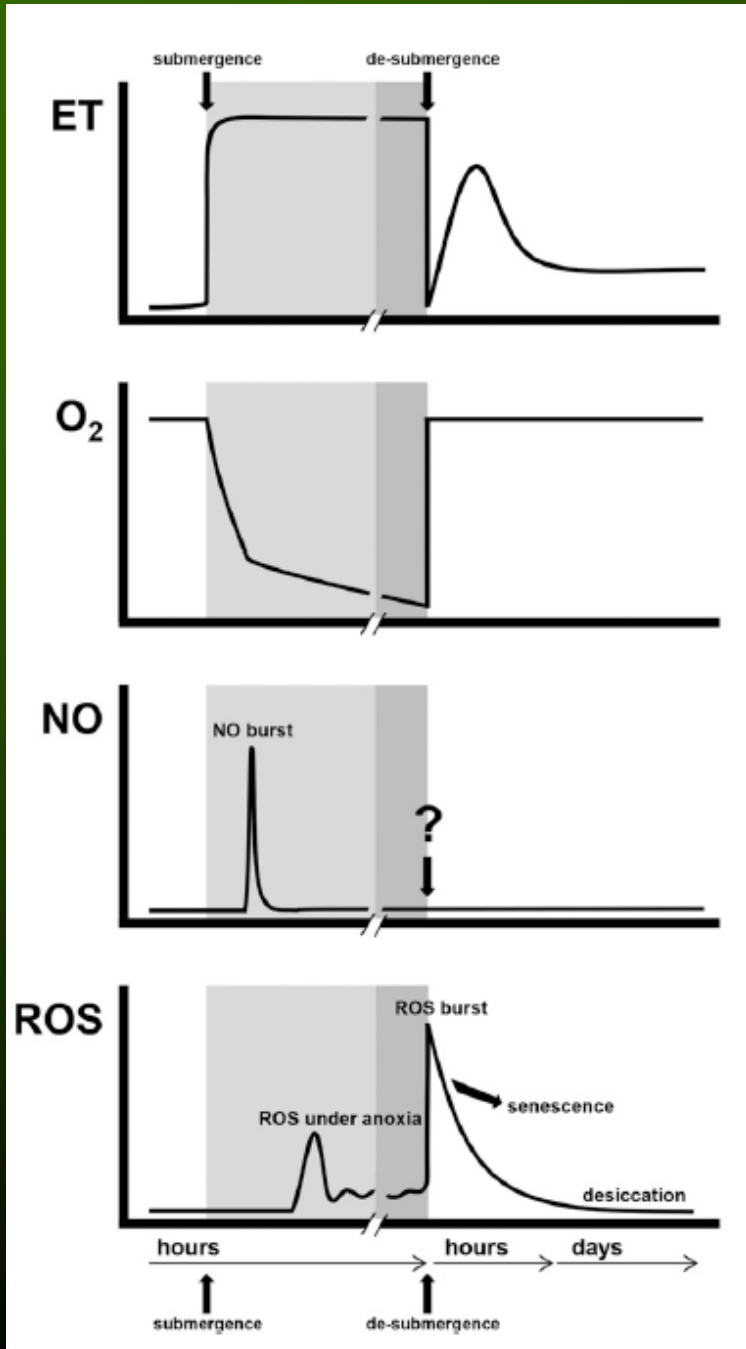 submergence
de-submergence
ET
O₂
NO
NO burst
?
ROS
ROS burst
ROS under anoxia
senescence
desiccation
hours
hours
days
submergence
de-submergence